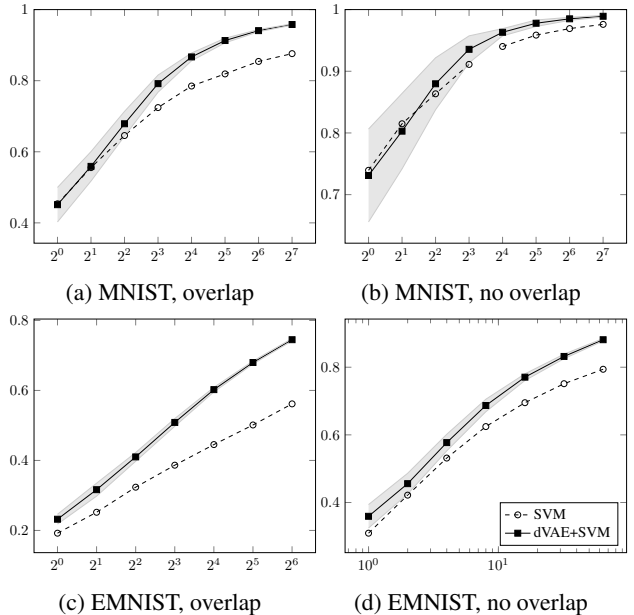 1
0.8
0.6
0.4
2^0 2^1 2^2 2^3 2^4 2^5 2^6 2^7
(a) MNIST, overlap
1
0.9
0.8
0.7
2^0 2^1 2^2 2^3 2^4 2^5 2^6 2^7
(b) MNIST, no overlap
0.8
0.6
0.4
0.2
2^0 2^1 2^2 2^3 2^4 2^5 2^6
(c) EMNIST, overlap
0.8
0.6
0.4
SVM
dVAE+SVM
10^0 10^1
(d) EMNIST, no overlap